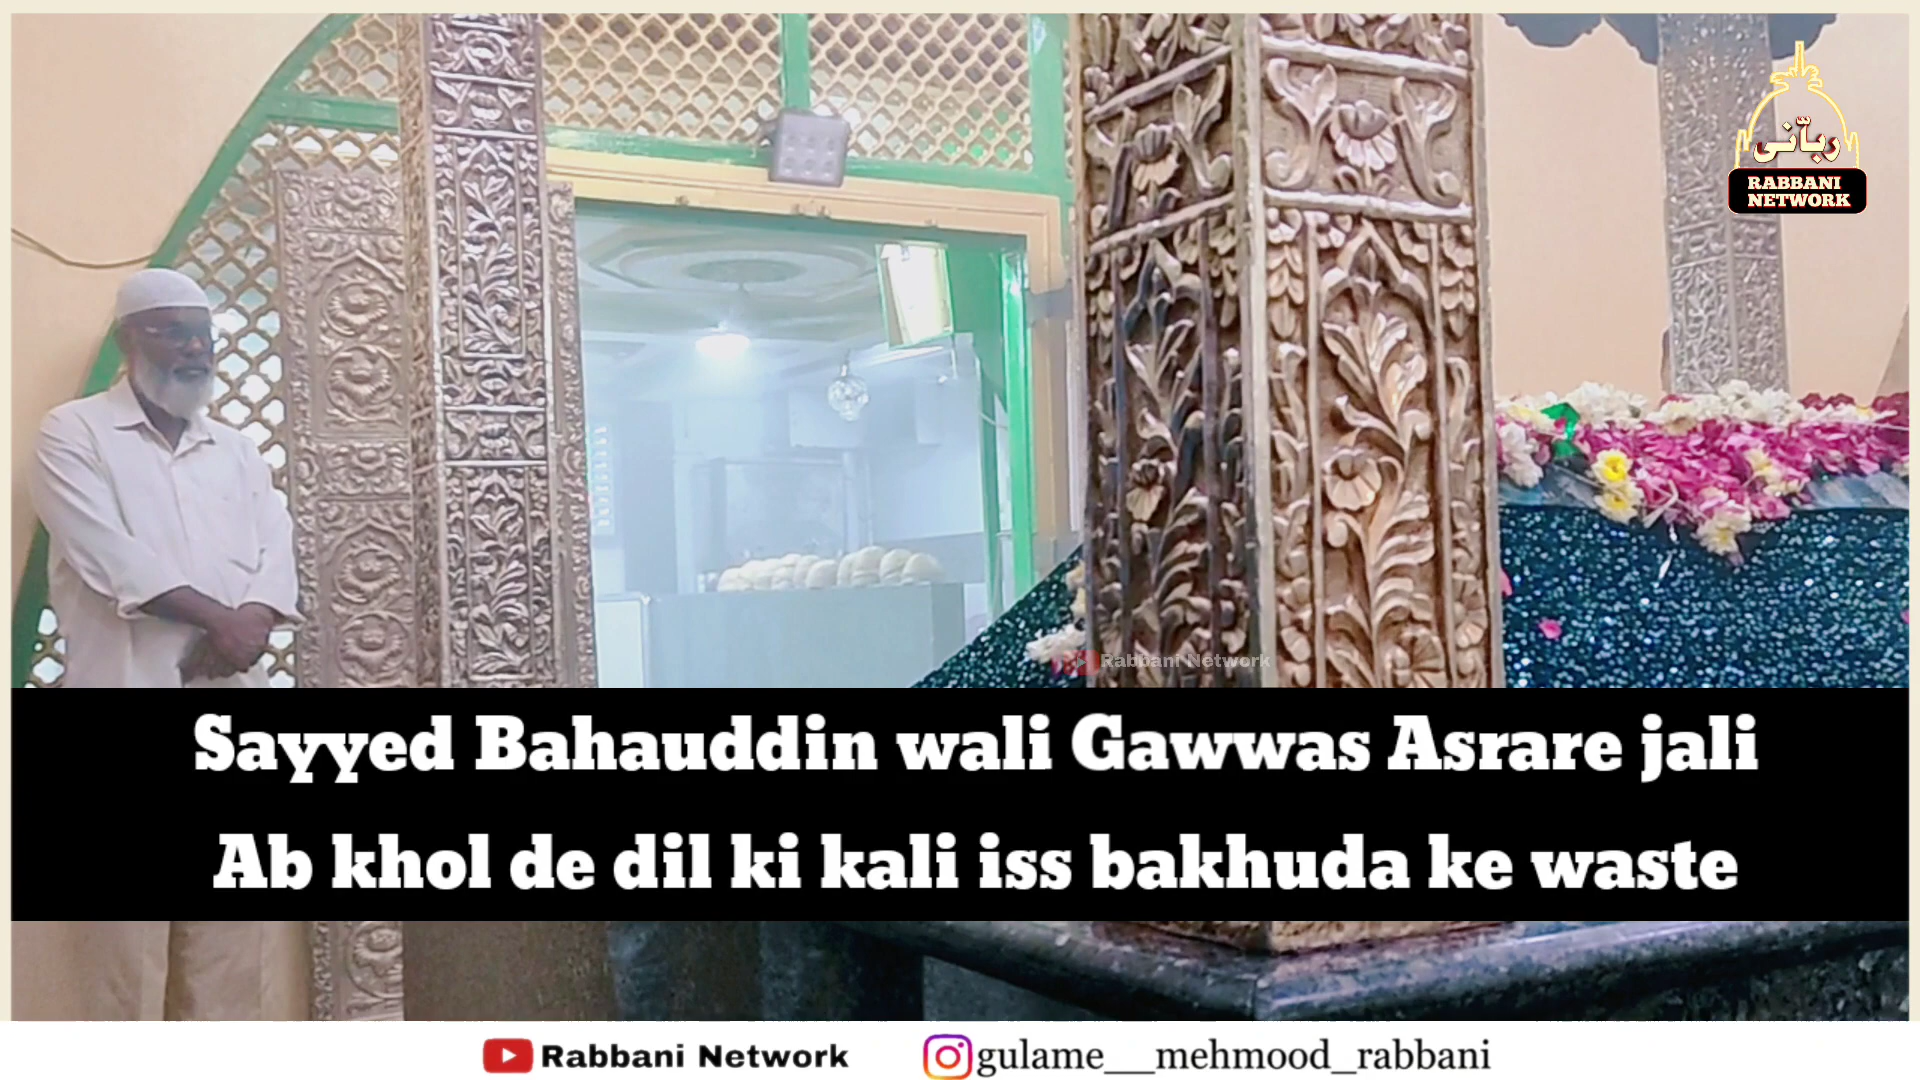 ربّانی
RABBANI
NETWORK
Rabbani Network
Sayyed Bahauddin wali Gawwas Asrare jali
Ab khol de dil ki kali iss bakhuda ke waste
Rabbani Network
gulame__mehmood_rabbani